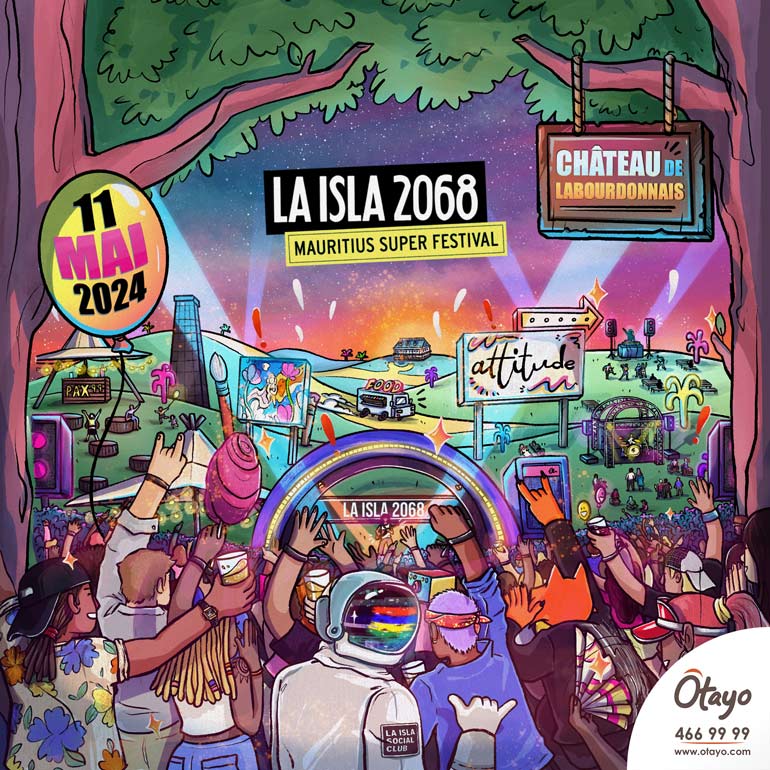 LA ISLA 2068
MAURITIUS SUPER FESTIVAL
CHÂTEAU DE
LABOURDONNAIS
11
MAI
2024
attitude
FOOD
LA ISLA 2068
LA ISLA
SOCIAL
CLUB
Otayo
466 99 99
www.otayo.com